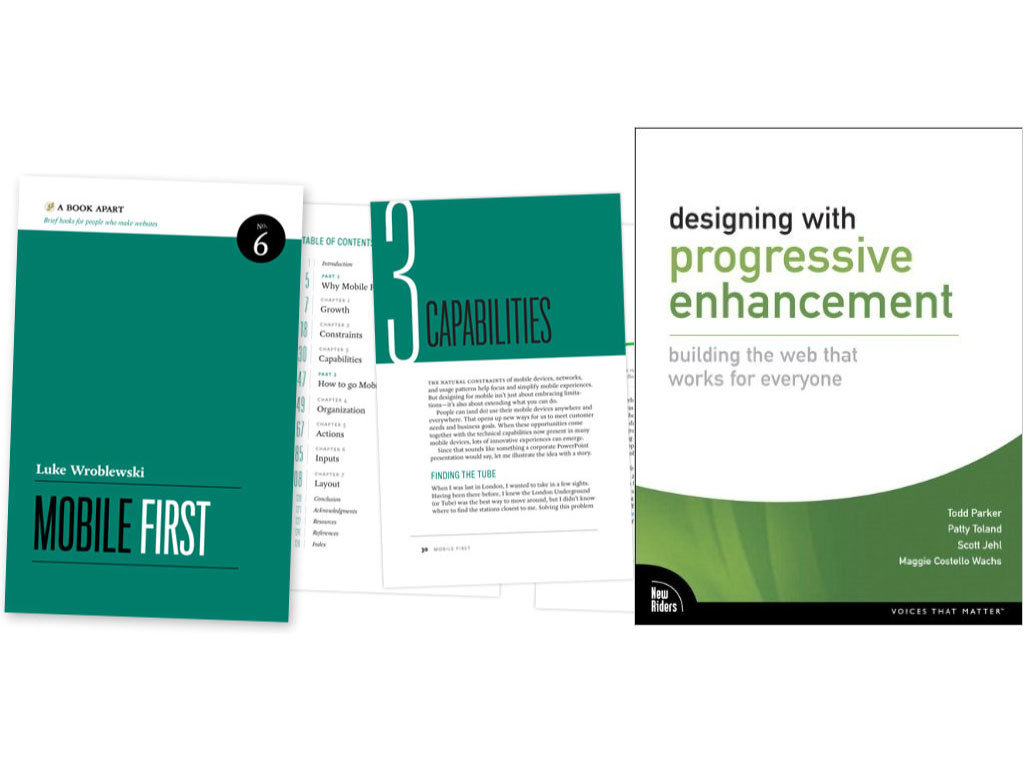 A BOOK APART
Brief books for people who make websites
No.
6
Luke Wroblewski
MOBILE FIRST
TABLE OF CONTENTS
1 Introduction
PART 1
5 Why Mobile F
CHAPTER 1
7 Growth
CHAPTER 2
18 Constraints
CHAPTER 3
30 Capabilities
PART 2
47 How to go Mob
CHAPTER 4
49 Organization
CHAPTER 5
67 Actions
CHAPTER 6
85 Inputs
CHAPTER 7
08 Layout
Conclusion
Acknowledgments
Resources
References
Index
3
CAPABILITIES
THE NATURAL CONSTRAINTS of mobile devices, networks,
and usage patterns help focus and simplify mobile experiences.
But designing for mobile isn't just about embracing limita-
tions—it's also about extending what you can do.
People can (and do) use their mobile devices anywhere and
everywhere. That opens up new ways for us to meet customer
needs and business goals. When these opportunities come
together with the technical capabilities now present in many
mobile devices, lots of innovative experiences can emerge.
Since that sounds like something a corporate PowerPoint
presentation would say, let me illustrate the idea with a story.
FINDING THE TUBE
When I was last in London, I wanted to take in a few sights.
Having been there before, I knew the London Underground
(or Tube) was the best way to move around, but I didn't know
where to find the stations closest to me. Solving this problem
30 MOBILE FIRST
designing with
progressive
enhancement
building the web that
works for everyone
Todd Parker
Patty Toland
Scott Jehl
Maggie Costello Wachs
New
Riders
VOICES THAT MATTER™